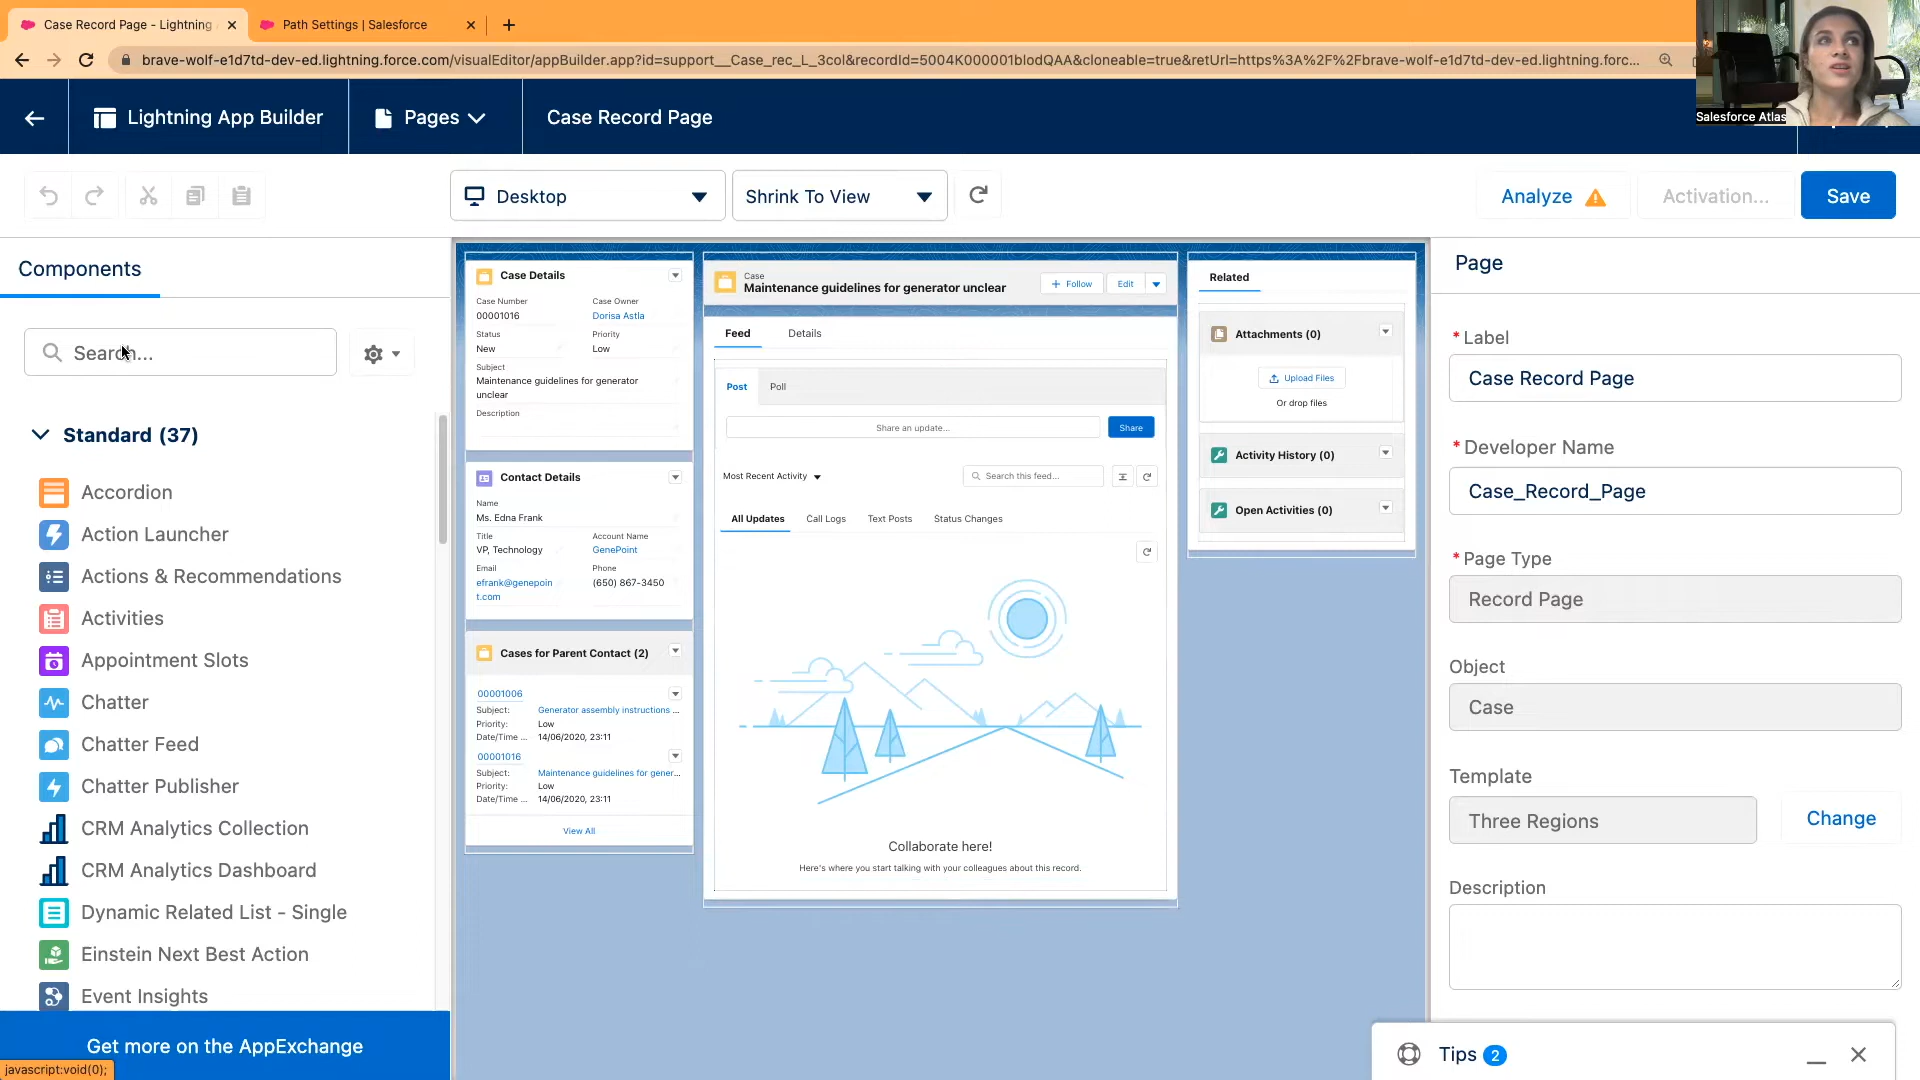 Case Record Page - Lightning
Path Settings | Salesforce
brave-wolf-e1d7td-dev-ed.lightning.force.com/visualEditor/appBuilder.app?id=support__Case_rec_L_3col&recordId=5004K000001blodQAA&cloneable=true&retUrl=https%3A%2F%2Fbrave-wolf-e1d7td-dev-ed.lightning.forc...
Salesforce Atlas
Lightning App Builder
Pages
Case Record Page
Desktop
Shrink To View
Analyze
Activation...
Save
Components
Search...
Standard (37)
Accordion
Action Launcher
Actions & Recommendations
Activities
Appointment Slots
Chatter
Chatter Feed
Chatter Publisher
CRM Analytics Collection
CRM Analytics Dashboard
Dynamic Related List - Single
Einstein Next Best Action
Event Insights
Get more on the AppExchange
javascript:void(0);
Case Details
Case Number
Case Owner
00001016
Dorisa Astla
Status
Priority
New
Low
Subject
Maintenance guidelines for generator
unclear
Description
Contact Details
Name
Ms. Edna Frank
Title
Account Name
VP, Technology
GenePoint
Email
Phone
efrank@genepoin
t.com
(650) 867-3450
Cases for Parent Contact (2)
00001006
Subject:
Generator assembly instructions ...
Priority:
Low
Date/Time ...
14/06/2020, 23:11
00001016
Subject:
Maintenance guidelines for gener...
Priority:
Low
Date/Time ...
14/06/2020, 23:11
View All
Case
Maintenance guidelines for generator unclear
Follow
Edit
Feed
Details
Post
Poll
Share an update...
Share
Most Recent Activity
Search this feed...
All Updates
Call Logs
Text Posts
Status Changes
Collaborate here!
Here's where you start talking with your colleagues about this record.
Related
Attachments (0)
Upload Files
Or drop files
Activity History (0)
Open Activities (0)
Page
* Label
Case Record Page
* Developer Name
Case_Record_Page
* Page Type
Record Page
Object
Case
Template
Three Regions
Change
Description
Tips 2